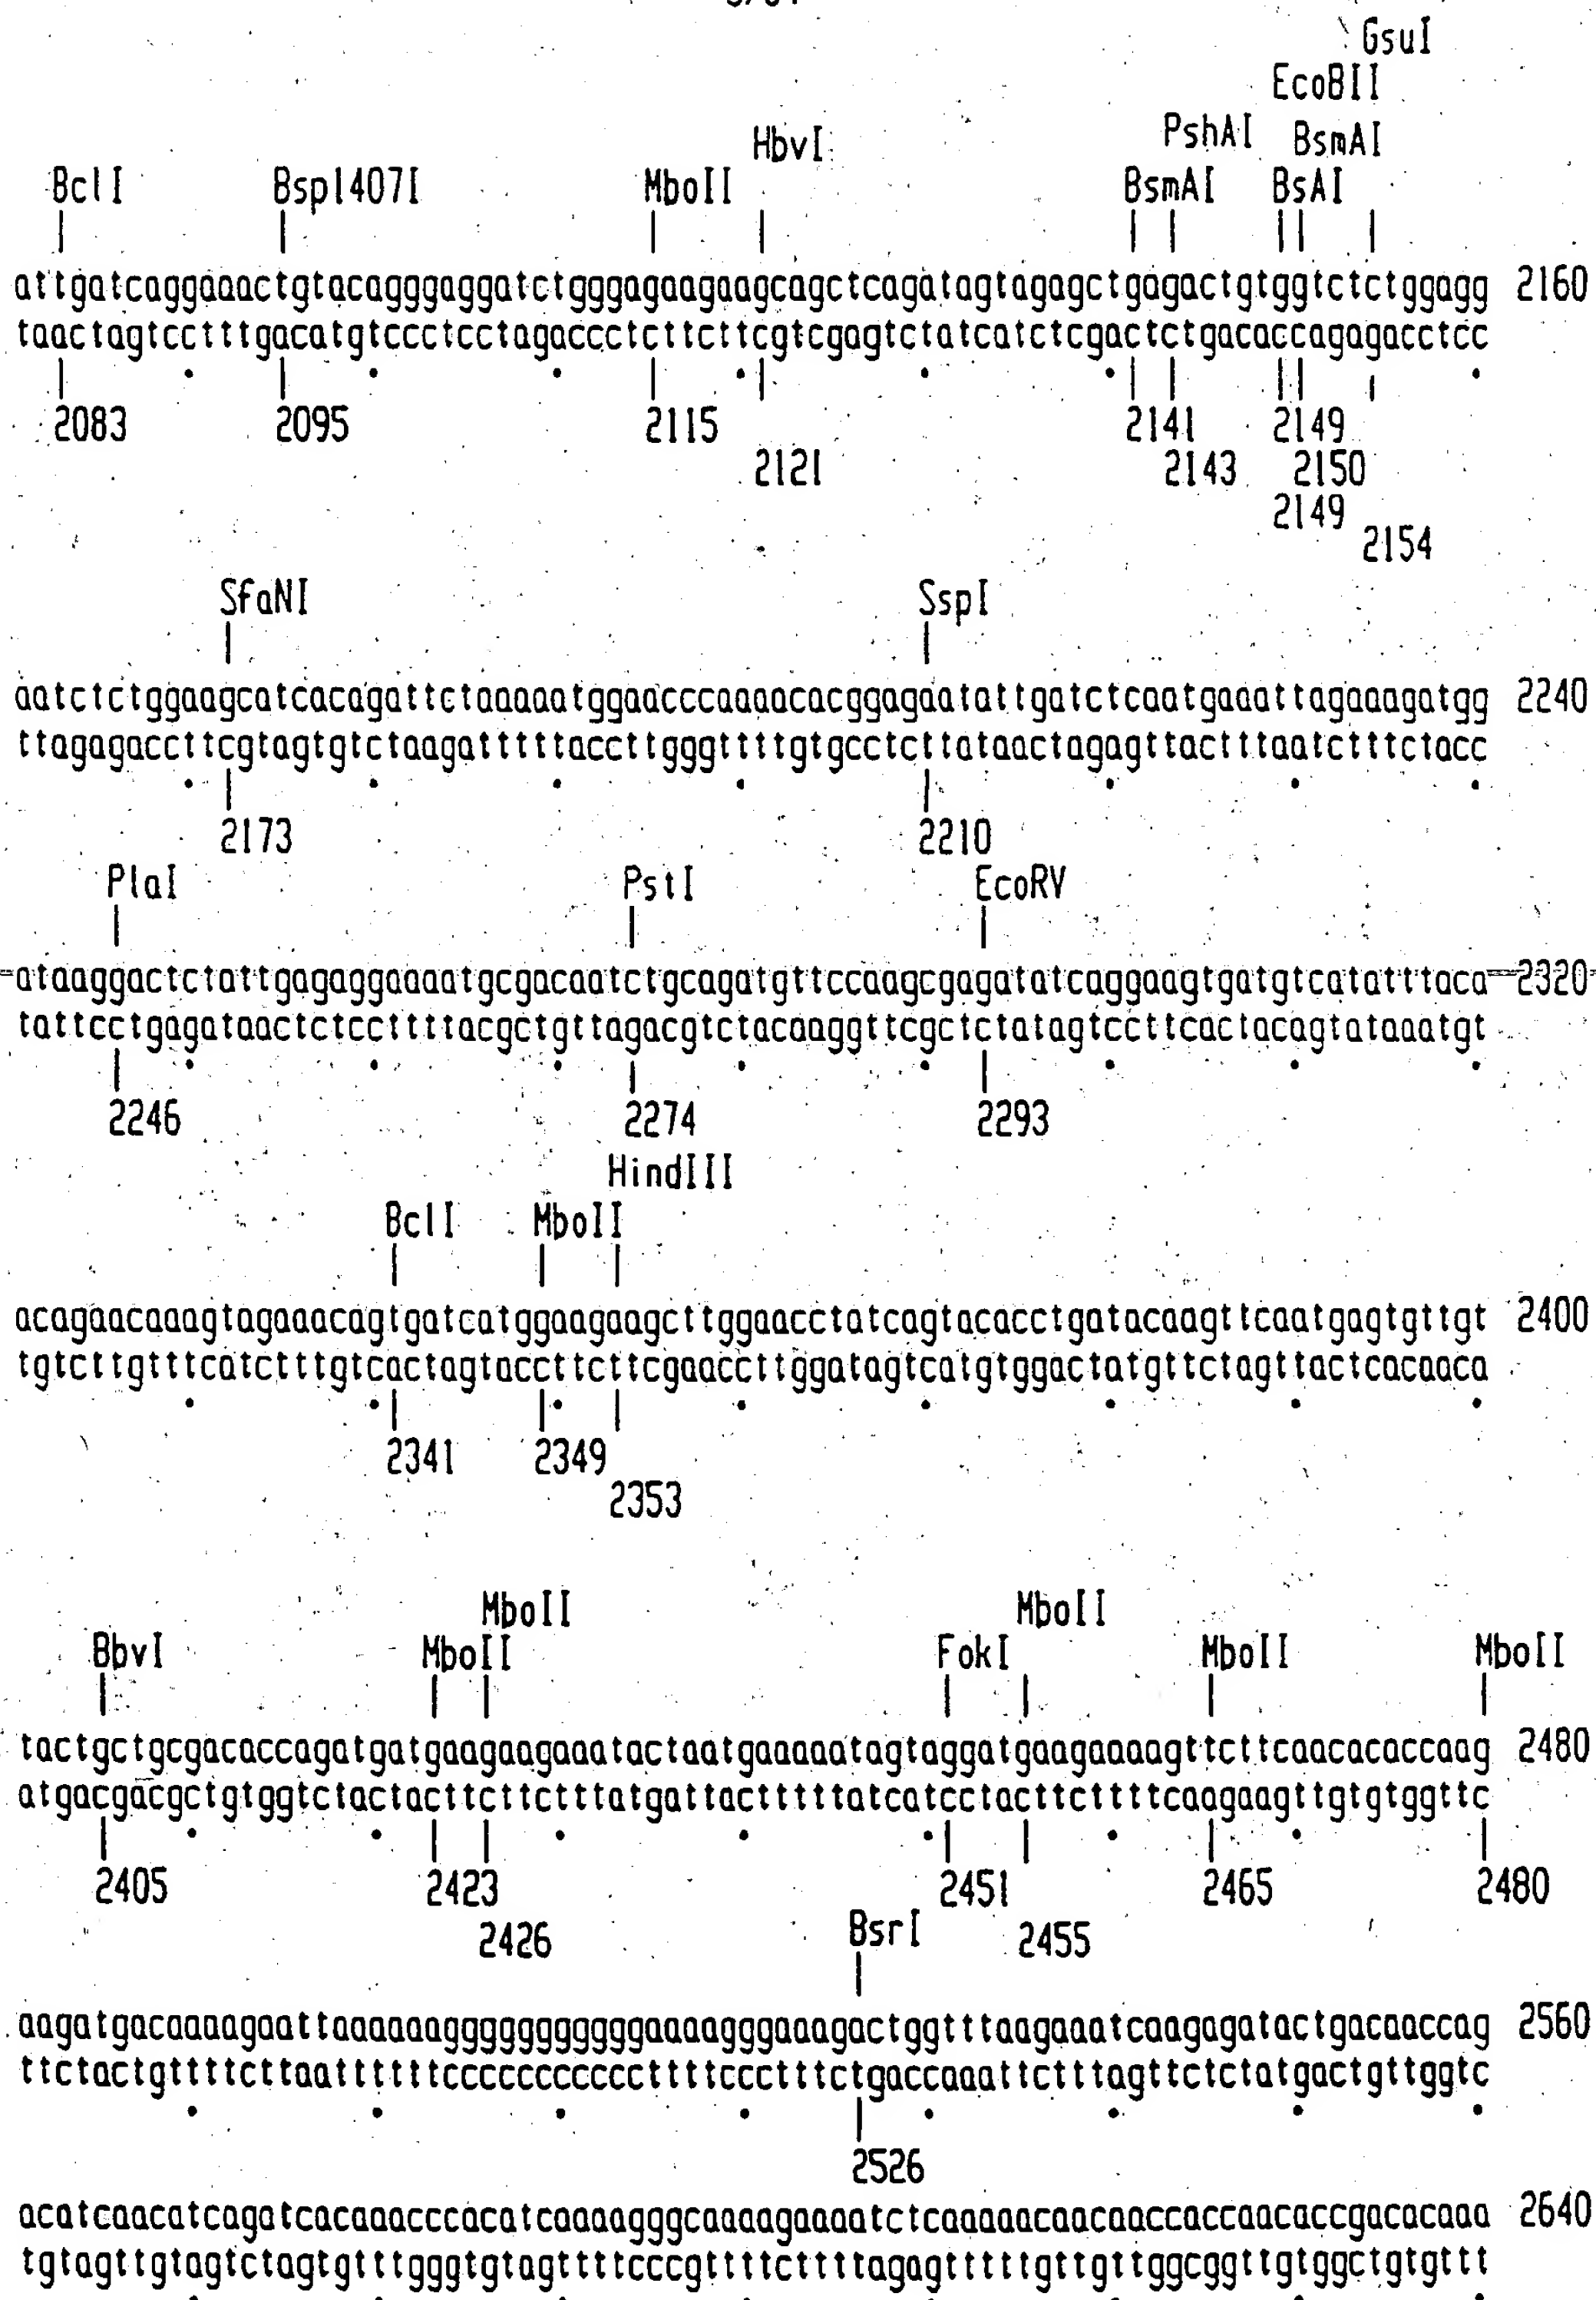 GsuI
EcoBII
HbvI PshAI BsmAI
BclI Bsp1407I MboII BsmAI BsAI
attgatcaggaaactgtacagggaggatctgggagaagaagcagctcagatagtagagctgagactgtggtctctggagg 2160
taactagtcctttgacatgtccctcctagaccctcttcttcgtcgagtctatcatctcgactctgacaccagagacctcc
2083 2095 2115 2141 2149
2121 2143 2150
2149
2154
SfaNI SspI
aatctctggaagcatcacagattctaaaaatggaacccaaaacacggagaatattgatctcaatgaaattagaaagatgg 2240
ttagagaccttcgtagtgtctaagatttttaccttgggttttgtgcctcttataactagagttactttaatctttctacc
2173 2210
PlaI PstI EcoRV
ataaggactctattgagaggaaaatgcgacaatctgcagatgttccaagcgagatatcaggaagtgatgtcatatttaca 2320
tattcctgagataactctccttttacgctgttagacgtctacaaggttcgctctatagtccttcactacagtataaatgt
2246 2274 2293
HindIII
BclI MboII
acagaacaaagtagaaacagtgatcatggaagaagcttggaacctatcagtacacctgatacaagttcaatgagtgttgt 2400
tgtcttgtttcatctttgtcactagtaccttcttcgaaccttggatagtcatgtggactatgttctagttactcacaaca
2341 2349
2353
MboII MboII
BbvI MboII FokI MboII MboII
tactgctgcgacaccagatgatgaagaagaaatactaatgaaaaatagtaggatgaagaaaagttcttcaacacaccaag 2480
atgacgacgctgtggtctactacttcttctttatgattactttttatcatcctacttcttttcaagaagttgtgtggttc
2405 2423 2451 2465 2480
2426 BsrI 2455
aagatgacaaaagaattaaaaaagggggggggggaaaagggaaagactggtttaagaaatcaagagatactgacaaccag 2560
ttctactgttttcttaattttttccccccccccccttttccctttctgaccaaattctttagttctctatgactgttggtc
2526
acatcaacatcagatcacaaacccacatcaaaagggcaaaagaaaatctcaaaaacaacaaccaccaacaccgacacaaa 2640
tgtagttgtagtctagtgtttgggtgtagttttcccgttttcttttagagtttttgttgttggcggttgtggctgtgttt